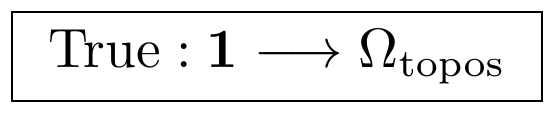 True : 𝟏 ⟶ Ω_topos